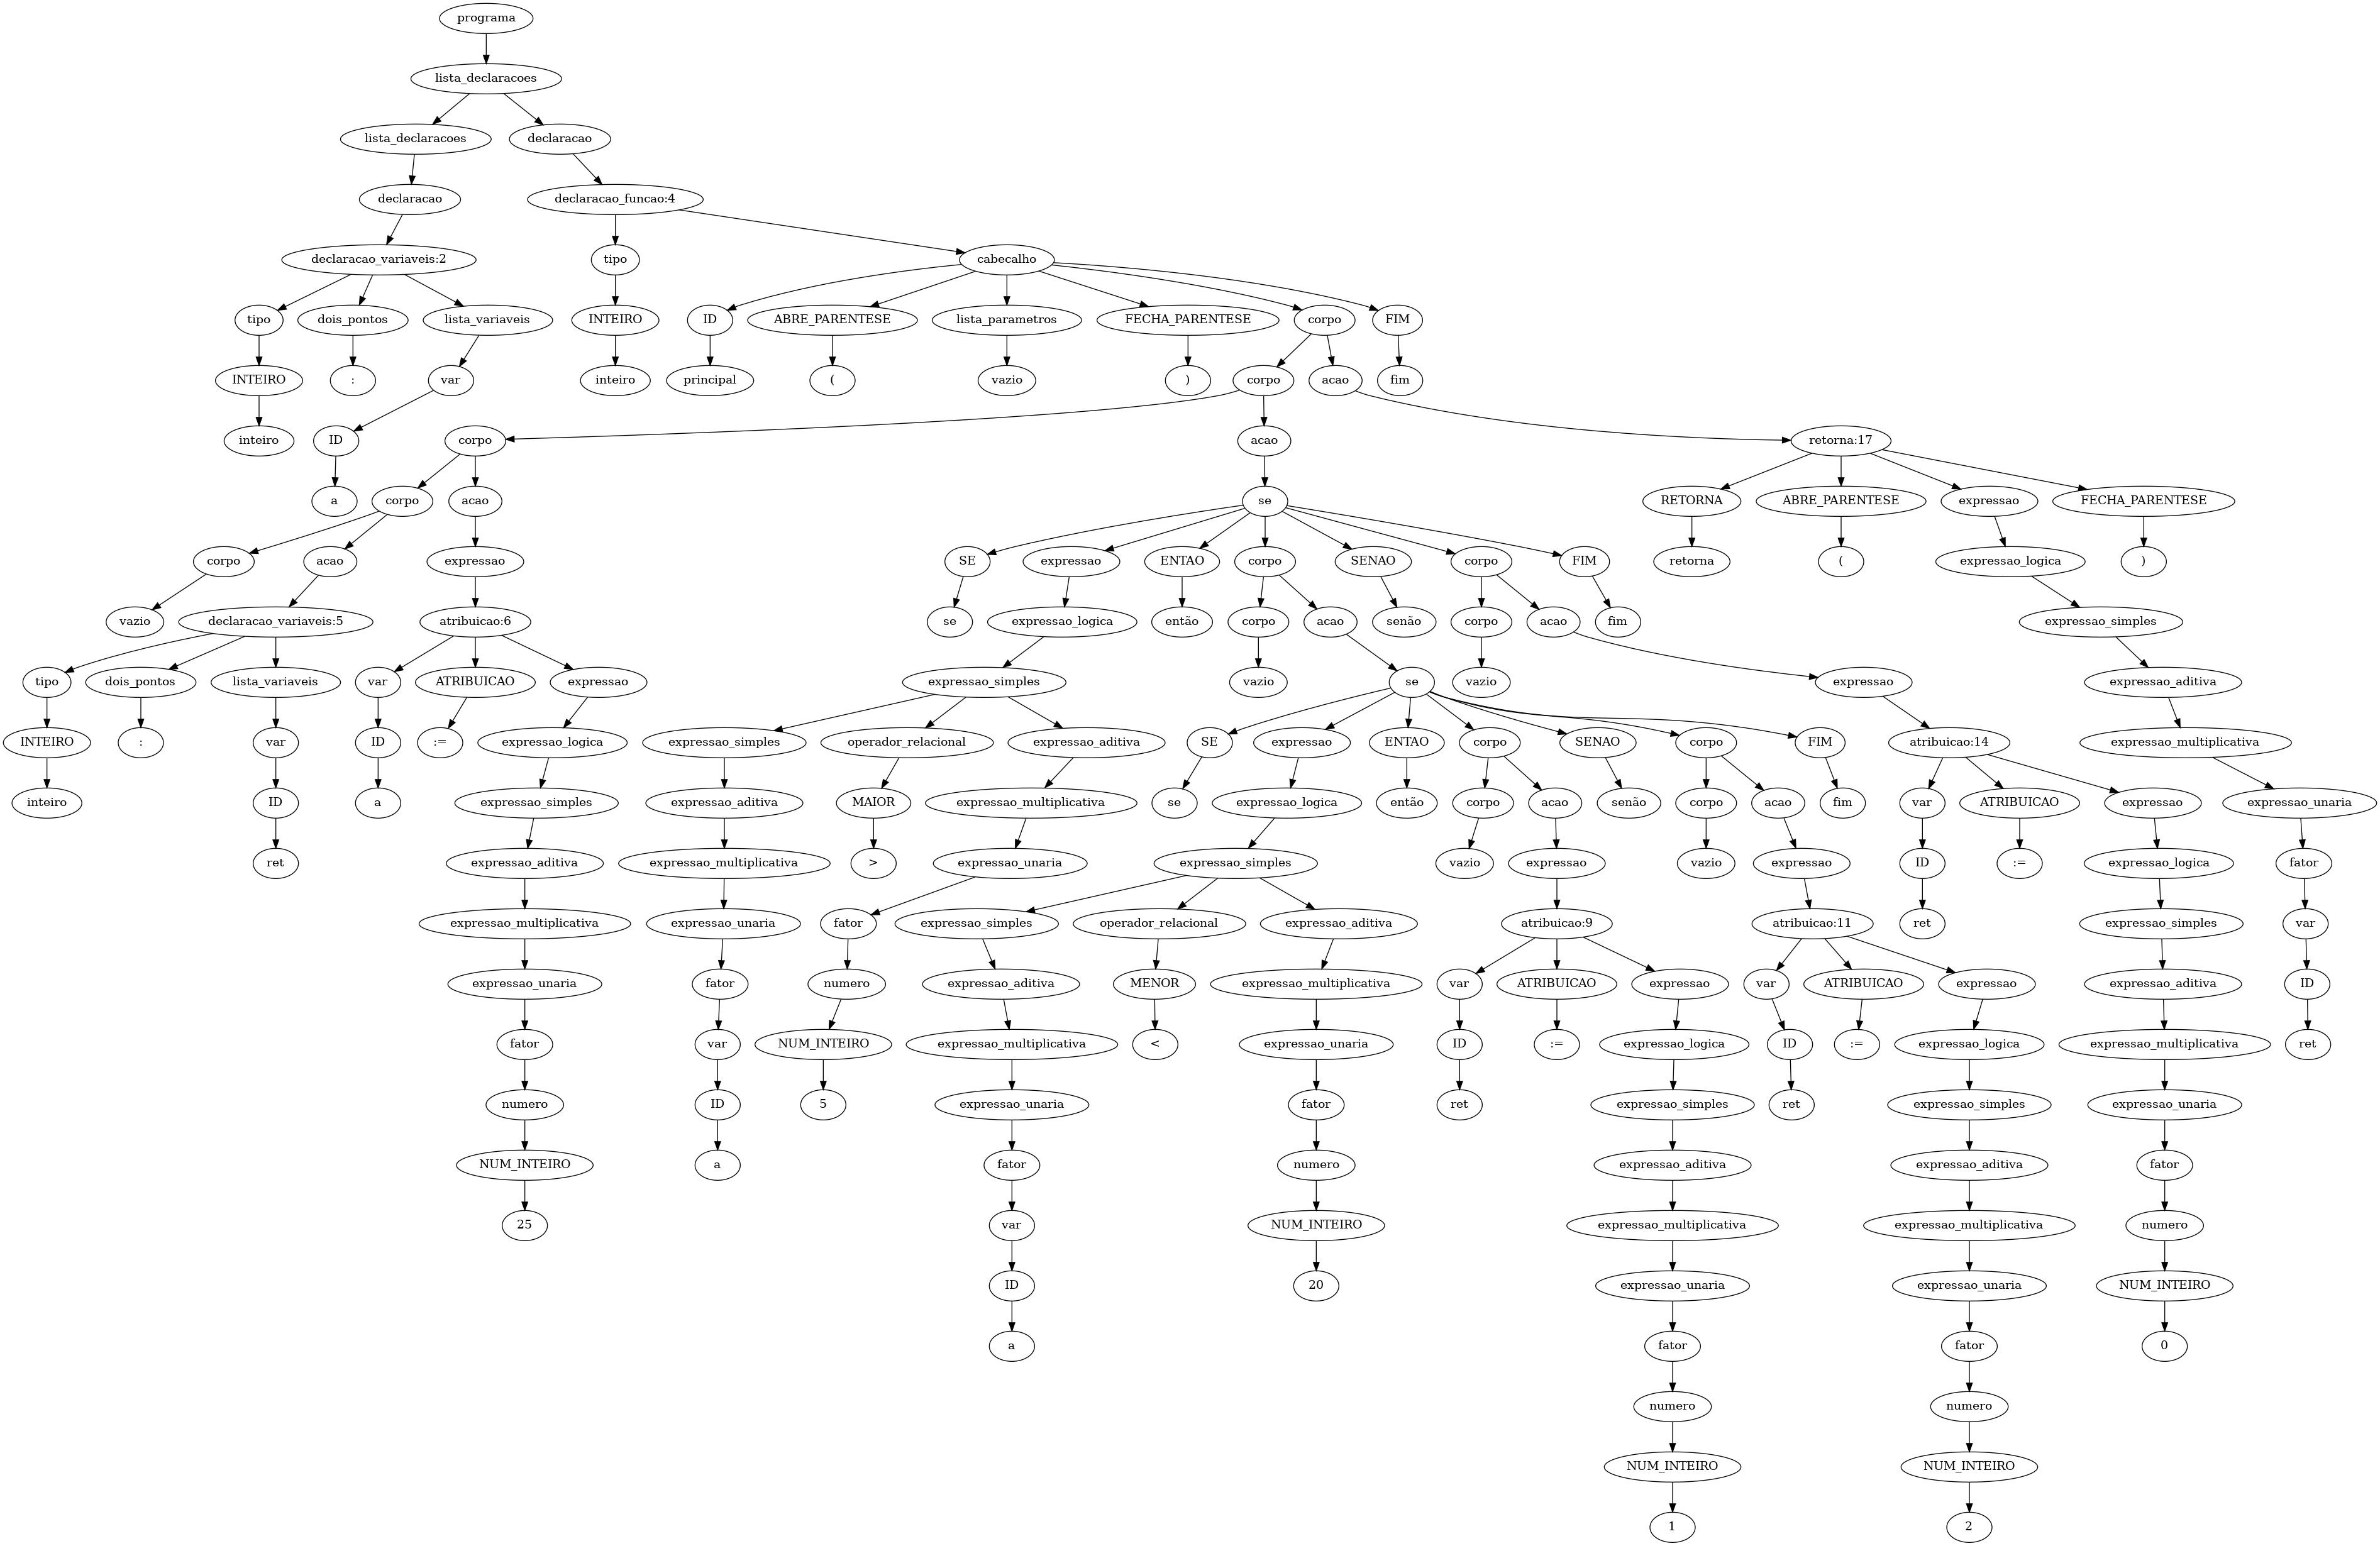 programa
lista_declaracoes
lista_declaracoes declaracao
declaracao declaracao_funcao:4
declaracao_variaveis:2 tipo cabecalho
tipo dois_pontos lista_variaveis INTEIRO ID ABRE_PARENTESE lista_parametros FECHA_PARENTESE corpo FIM
INTEIRO : var inteiro principal ( vazio ) corpo acao fim
inteiro ID corpo acao retorna:17
a corpo acao se RETORNA ABRE_PARENTESE expressao FECHA_PARENTESE
corpo acao expressao SE expressao ENTAO corpo SENAO corpo FIM retorna ( expressao_logica )
vazio declaracao_variaveis:5 atribuicao:6 se expressao_logica então corpo acao senão corpo acao fim expressao_simples
tipo dois_pontos lista_variaveis var ATRIBUICAO expressao expressao_simples vazio se vazio expressao expressao_aditiva
INTEIRO : var ID := expressao_logica expressao_simples operador_relacional expressao_aditiva SE expressao ENTAO corpo SENAO corpo FIM atribuicao:14 expressao_multiplicativa
inteiro ID a expressao_simples expressao_aditiva MAIOR expressao_multiplicativa se expressao_logica então corpo acao senão corpo acao fim var ATRIBUICAO expressao expressao_unaria
ret expressao_aditiva expressao_multiplicativa > expressao_unaria expressao_simples vazio expressao vazio expressao ID := expressao_logica fator
expressao_multiplicativa expressao_unaria fator expressao_simples operador_relacional expressao_aditiva atribuicao:9 atribuicao:11 ret expressao_simples var
expressao_unaria fator numero expressao_aditiva MENOR expressao_multiplicativa var ATRIBUICAO expressao var ATRIBUICAO expressao expressao_aditiva ID
fator var NUM_INTEIRO expressao_multiplicativa < expressao_unaria ID := expressao_logica ID := expressao_logica expressao_multiplicativa ret
numero ID 5 expressao_unaria fator ret expressao_simples ret expressao_simples expressao_unaria
NUM_INTEIRO a fator numero expressao_aditiva expressao_aditiva fator
25 var NUM_INTEIRO expressao_multiplicativa expressao_multiplicativa numero
ID 20 expressao_unaria expressao_unaria NUM_INTEIRO
a fator fator 0
numero numero
NUM_INTEIRO NUM_INTEIRO
1 2